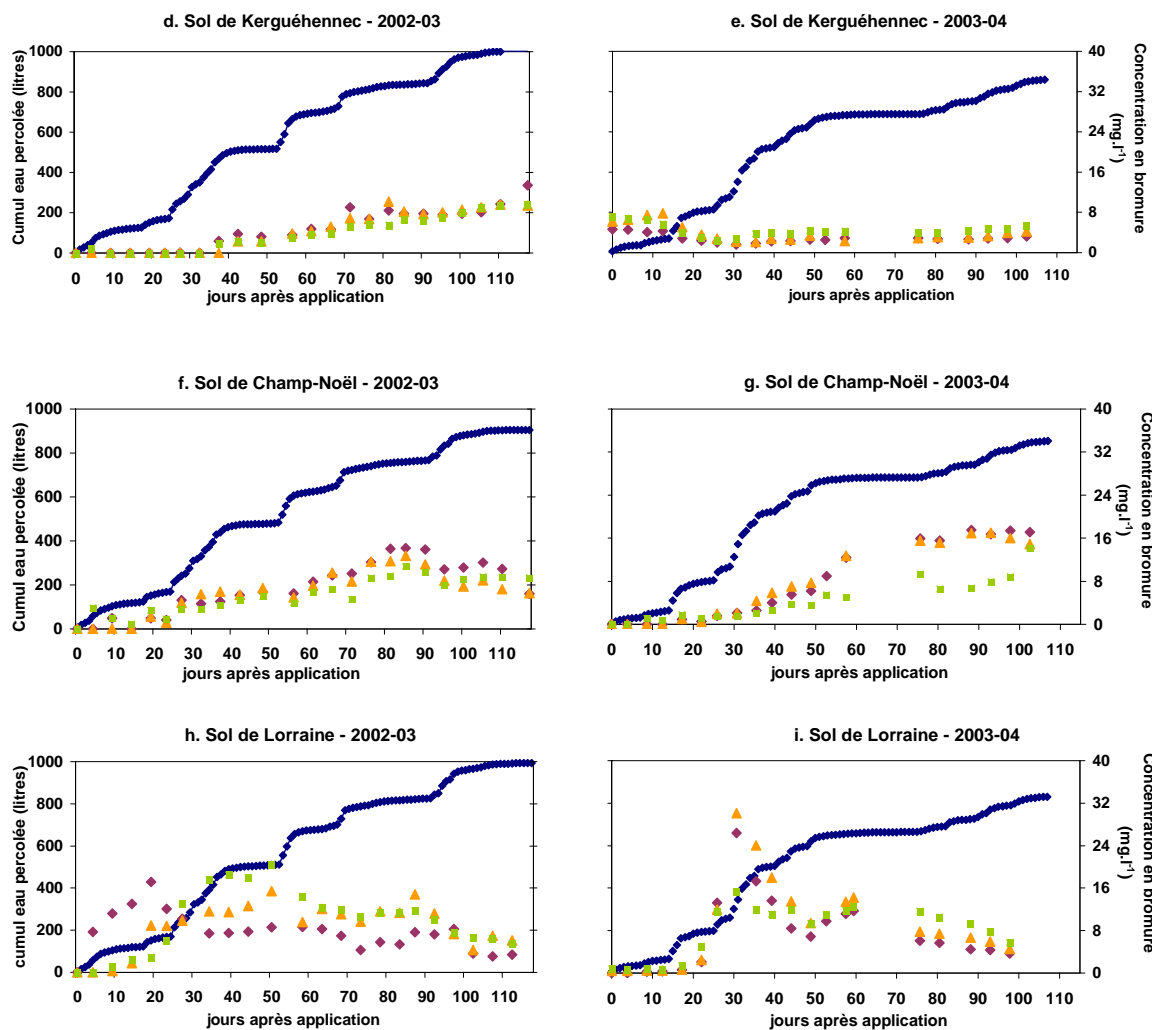 d. Sol de Kerguéhennec - 2002-03
Cumul eau percolée (litres)
1000
800
600
400
200
0
0 10 20 30 40 50 60 70 80 90 100 110
jours après application
e. Sol de Kerguéhennec - 2003-04
40
32
24
16
8
0
Concentration en bromure
(mg.l-1)
0 10 20 30 40 50 60 70 80 90 100 110
jours après application
f. Sol de Champ-Noël - 2002-03
Cumul eau percolée (litres)
1000
800
600
400
200
0
0 10 20 30 40 50 60 70 80 90 100 110
jours après application
g. Sol de Champ-Noël - 2003-04
40
32
24
16
8
0
Concentration en bromure
(mg.l-1)
0 10 20 30 40 50 60 70 80 90 100 110
jours après application
h. Sol de Lorraine - 2002-03
cumul eau percolée (litres)
1000
800
600
400
200
0
0 10 20 30 40 50 60 70 80 90 100 110
jours après application
i. Sol de Lorraine - 2003-04
40
32
24
16
8
0
Concentration en bromure
(mg.l-1)
0 10 20 30 40 50 60 70 80 90 100 110
jours après application